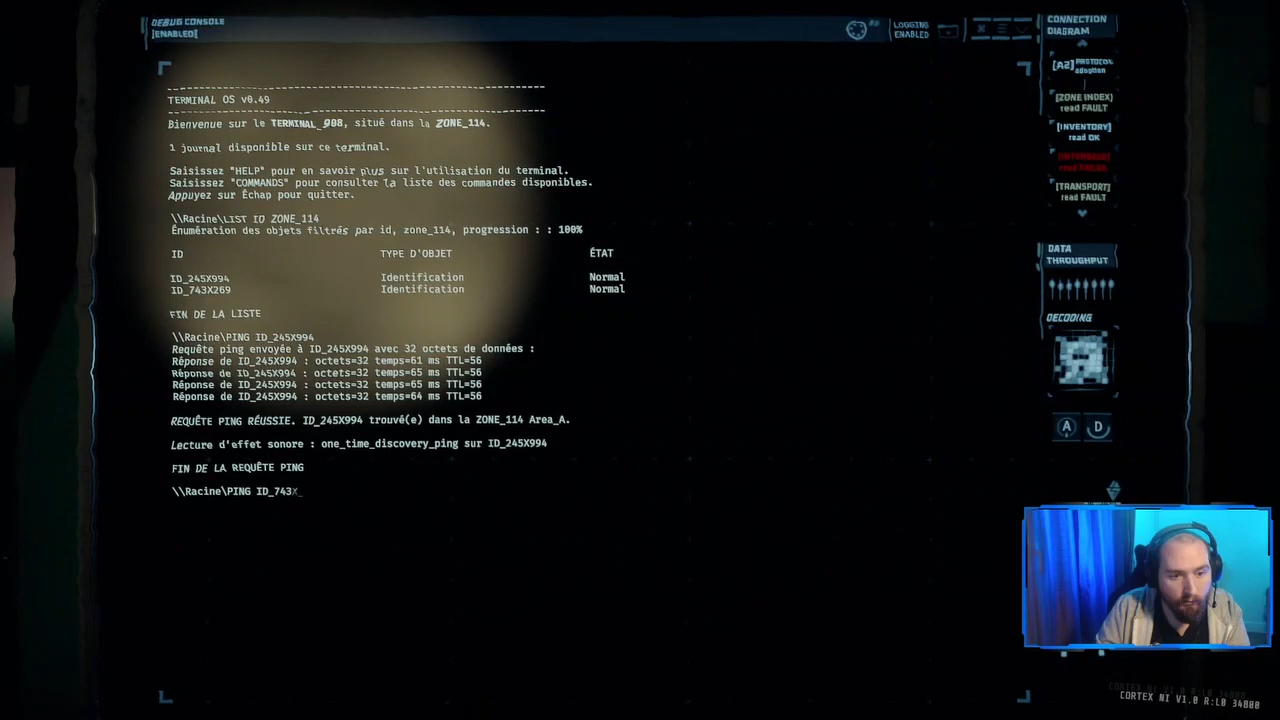 DEBUG CONSOLE
[ENABLED]
LOGGING
ENABLED
CONNECTION
DIAGRAM
[A2] PROTOCOL
adoption
[ZONE INDEX]
read FAULT
[INVENTORY]
read OK
[TRANSPORT]
read FAULT
DATA
THROUGHPUT
DECODING
A D
TERMINAL OS v0.49
Bienvenue sur le TERMINAL_908, situé dans la ZONE_114.
1 journal disponible sur ce terminal.
Saisissez "HELP" pour en savoir plus sur l'utilisation du terminal.
Saisissez "COMMANDS" pour consulter la liste des commandes disponibles.
Appuyez sur Échap pour quitter.
\\Racine\LIST ID ZONE_114
Énumération des objets filtrés par id, zone_114, progression : : 100%
ID TYPE D'OBJET ÉTAT
ID_245X994 Identification Normal
ID_743X269 Identification Normal
FIN DE LA LISTE
\\Racine\PING ID_245X994
Requête ping envoyée à ID_245X994 avec 32 octets de données :
Réponse de ID_245X994 : octets=32 temps=61 ms TTL=56
Réponse de ID_245X994 : octets=32 temps=65 ms TTL=56
Réponse de ID_245X994 : octets=32 temps=65 ms TTL=56
Réponse de ID_245X994 : octets=32 temps=64 ms TTL=56
REQUÊTE PING RÉUSSIE. ID_245X994 trouvé(e) dans la ZONE_114 Area_A.
Lecture d'effet sonore : one_time_discovery_ping sur ID_245X994
FIN DE LA REQUÊTE PING
\\Racine\PING ID_743X_
CORTEX NI V1.0 R:L0 34800